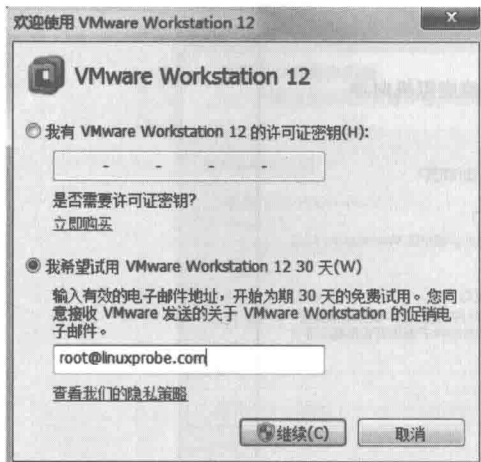 欢迎使用 VMware Workstation 12
VMware Workstation 12
我有 VMware Workstation 12 的许可证密钥(H):
- - - -
是否需要许可证密钥?
立即购买
我希望试用 VMware Workstation 12 30 天(W)
输入有效的电子邮件地址，开始为期 30 天的免费试用。您同
意接收 VMware 发送的关于 VMware Workstation 的促销电
子邮件。
root@linuxprobe.com
查看我们的隐私策略
继续(C)
取消